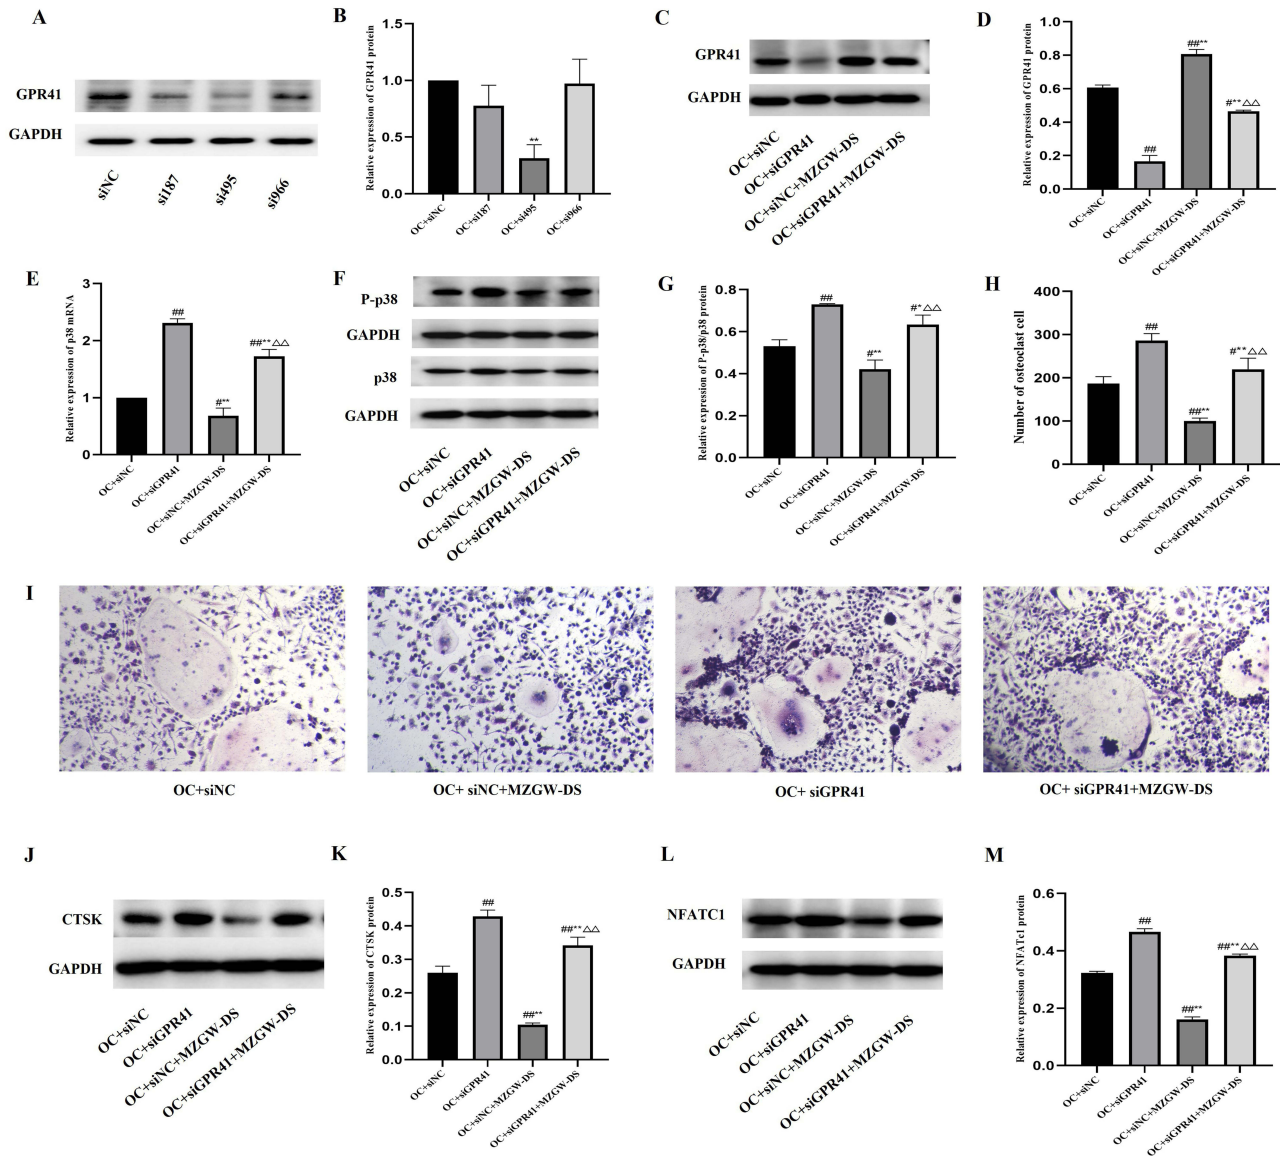 A
GPR41
GAPDH
siNC
si187
si495
si966
B
Relative expression of GPR41 protein
1.5
1.0
0.5
0.0
**
OC+siNC
OC+si187
OC+si495
OC+si966
C
GPR41
GAPDH
OC+siNC
OC+siGPR41
OC+siNC+MZGW-DS
OC+siGPR41+MZGW-DS
D
Relative expression of GPR41 protein
1.0
0.8
0.6
0.4
0.2
0.0
##
##**
#**△△
OC+siNC
OC+siGPR41
OC+siNC+MZGW-DS
OC+siGPR41+MZGW-DS
E
Relative expression of p38 mRNA
3
2
1
0
##
#**
##**△△
OC+siNC
OC+siGPR41
OC+siNC+MZGW-DS
OC+siGPR41+MZGW-DS
F
P-p38
GAPDH
p38
GAPDH
OC+siNC
OC+siGPR41
OC+siNC+MZGW-DS
OC+siGPR41+MZGW-DS
G
Relative expression of P-p38/p38 protein
0.8
0.6
0.4
0.2
0.0
##
#**
#*△△
OC+siNC
OC+siGPR41
OC+siNC+MZGW-DS
OC+siGPR41+MZGW-DS
H
Number of osteoclast cell
400
300
200
100
0
##
##**
#**△△
OC+siNC
OC+siGPR41
OC+siNC+MZGW-DS
OC+siGPR41+MZGW-DS
I
OC+siNC
OC+ siNC+MZGW-DS
OC+ siGPR41
OC+ siGPR41+MZGW-DS
J
CTSK
GAPDH
OC+siNC
OC+siGPR41
OC+siNC+MZGW-DS
OC+siGPR41+MZGW-DS
K
Relative expression of CTSK protein
0.5
0.4
0.3
0.2
0.1
0.0
##
##**
##**△△
OC+siNC
OC+siGPR41
OC+siNC+MZGW-DS
OC+siGPR41+MZGW-DS
L
NFATC1
GAPDH
OC+siNC
OC+siGPR41
OC+siNC+MZGW-DS
OC+siGPR41+MZGW-DS
M
Relative expression of NFATc1 protein
0.6
0.4
0.2
0.0
##
##**
##**△△
OC+siNC
OC+siGPR41
OC+siNC+MZGW-DS
OC+siGPR41+MZGW-DS